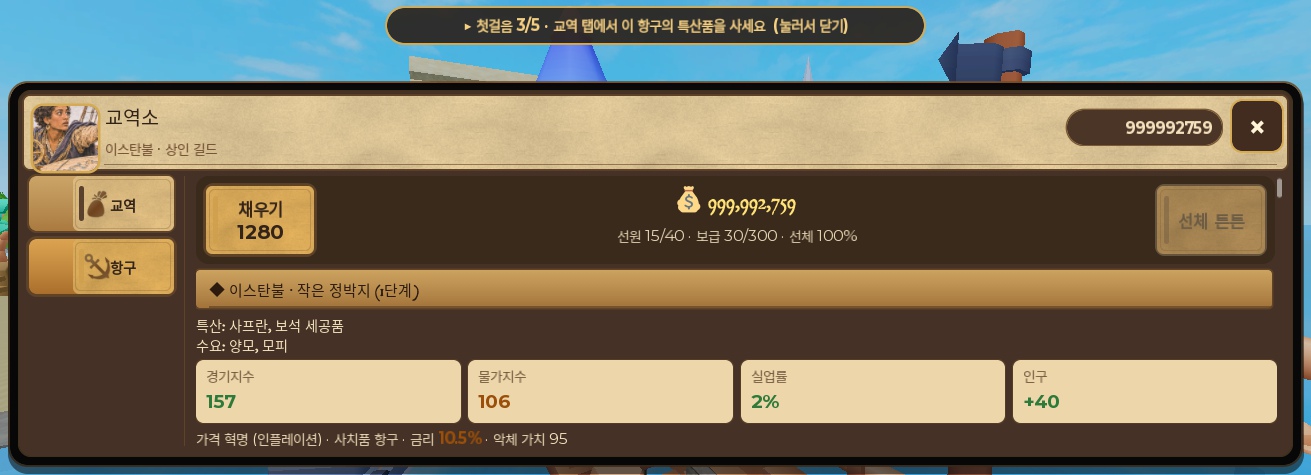 ▸ 첫걸음 3/5 · 교역 탭에서 이 항구의 특산품을 사세요 (눌러서 닫기)
교역소
이스탄불 · 상인 길드
999992759
×
교역
항구
채우기
1280
$ 999,992,759
선원 15/40 · 보급 30/300 · 선체 100%
선체 튼튼
◆ 이스탄불 · 작은 정박지 (1단계)
특산: 사프란, 보석 세공품
수요: 양모, 모피
경기지수
157
물가지수
106
실업률
2%
인구
+40
가격 혁명 (인플레이션) · 사치품 항구 · 금리 10.5% · 악체 가치 95